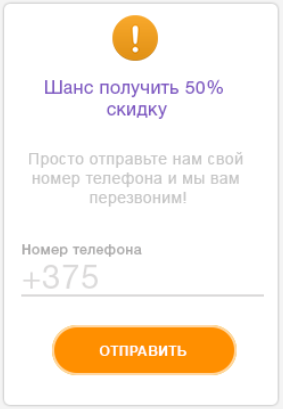 Шанс получить 50%
скидку
Просто отправьте нам свой
номер телефона и мы вам
перезвоним!
Номер телефона
+375
ОТПРАВИТЬ